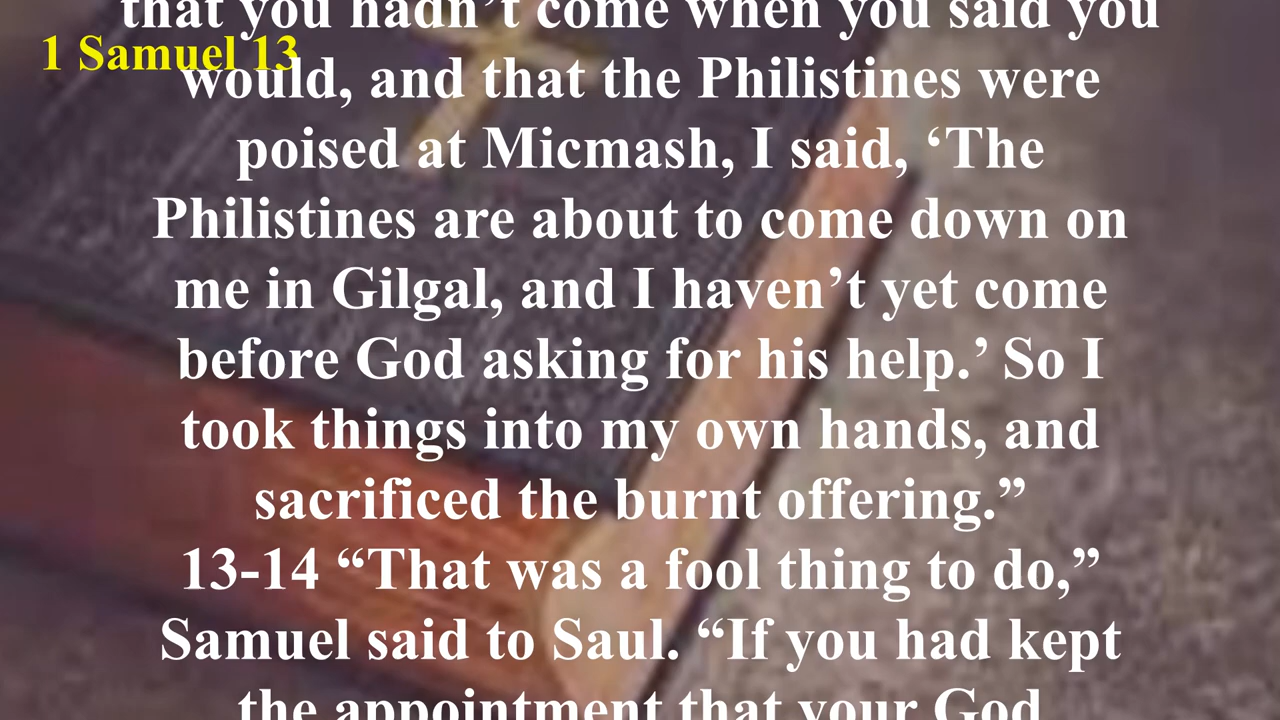 that you hadn’t come when you said you
1 Samuel 13
would, and that the Philistines were
poised at Micmash, I said, ‘The
Philistines are about to come down on
me in Gilgal, and I haven’t yet come
before God asking for his help.’ So I
took things into my own hands, and
sacrificed the burnt offering.”
13-14 “That was a fool thing to do,”
Samuel said to Saul. “If you had kept
the appointment that your God